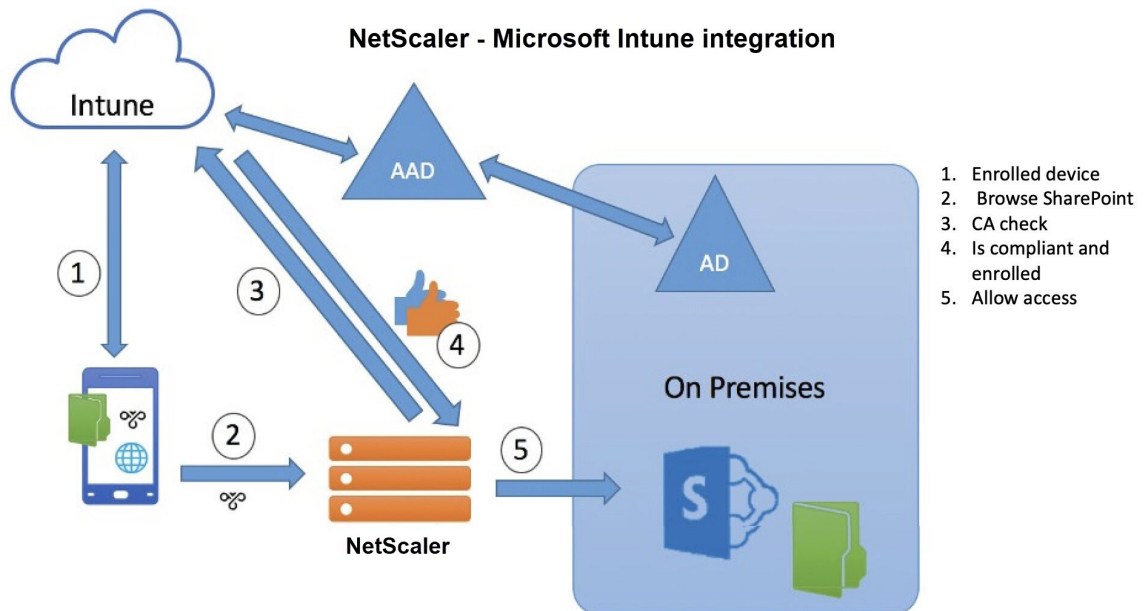 NetScaler - Microsoft Intune integration
Intune
AAD
AD
1
3
4
2
5
On Premises
S
NetScaler
1. Enrolled device
2. Browse SharePoint
3. CA check
4. Is compliant and
enrolled
5. Allow access